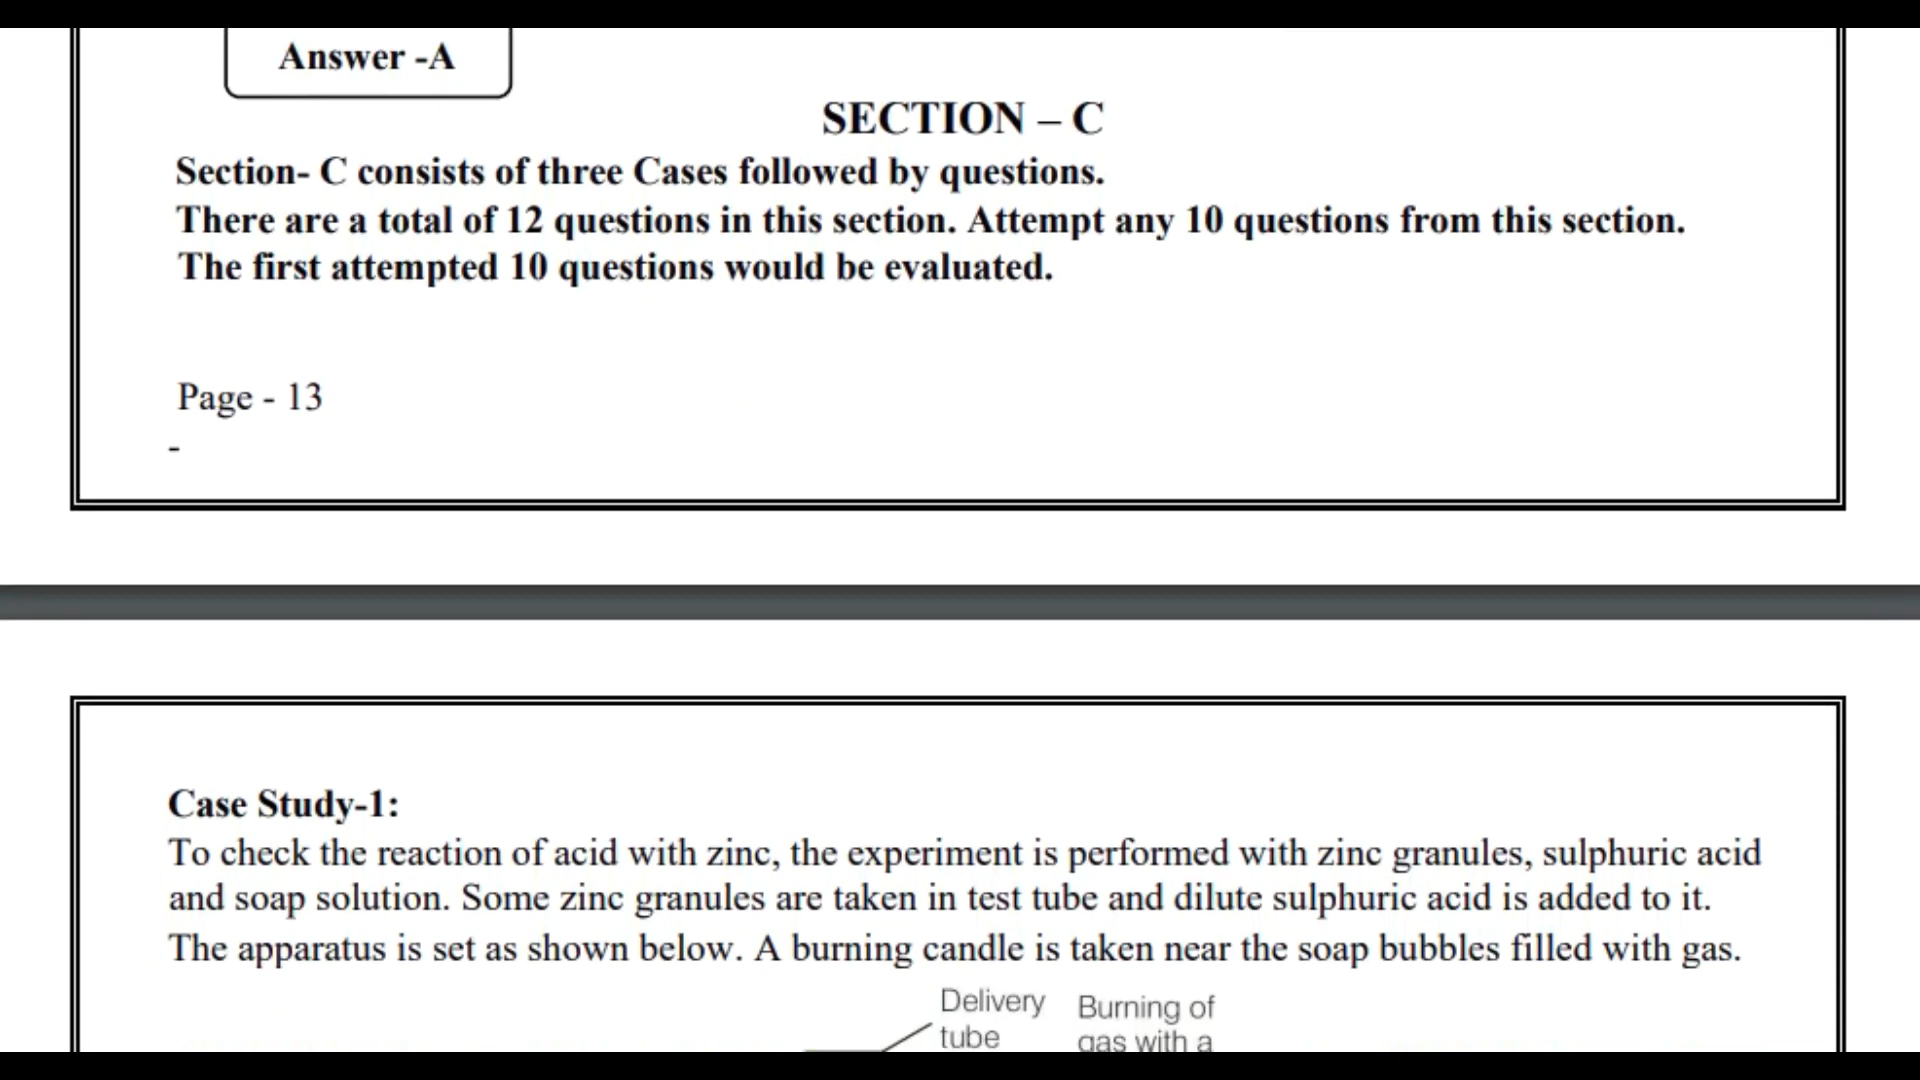 Answer -A
SECTION – C
Section- C consists of three Cases followed by questions.
There are a total of 12 questions in this section. Attempt any 10 questions from this section.
The first attempted 10 questions would be evaluated.
Page - 13
-
Case Study-1:
To check the reaction of acid with zinc, the experiment is performed with zinc granules, sulphuric acid
and soap solution. Some zinc granules are taken in test tube and dilute sulphuric acid is added to it.
The apparatus is set as shown below. A burning candle is taken near the soap bubbles filled with gas.
Delivery
tube
Burning of
gas with a